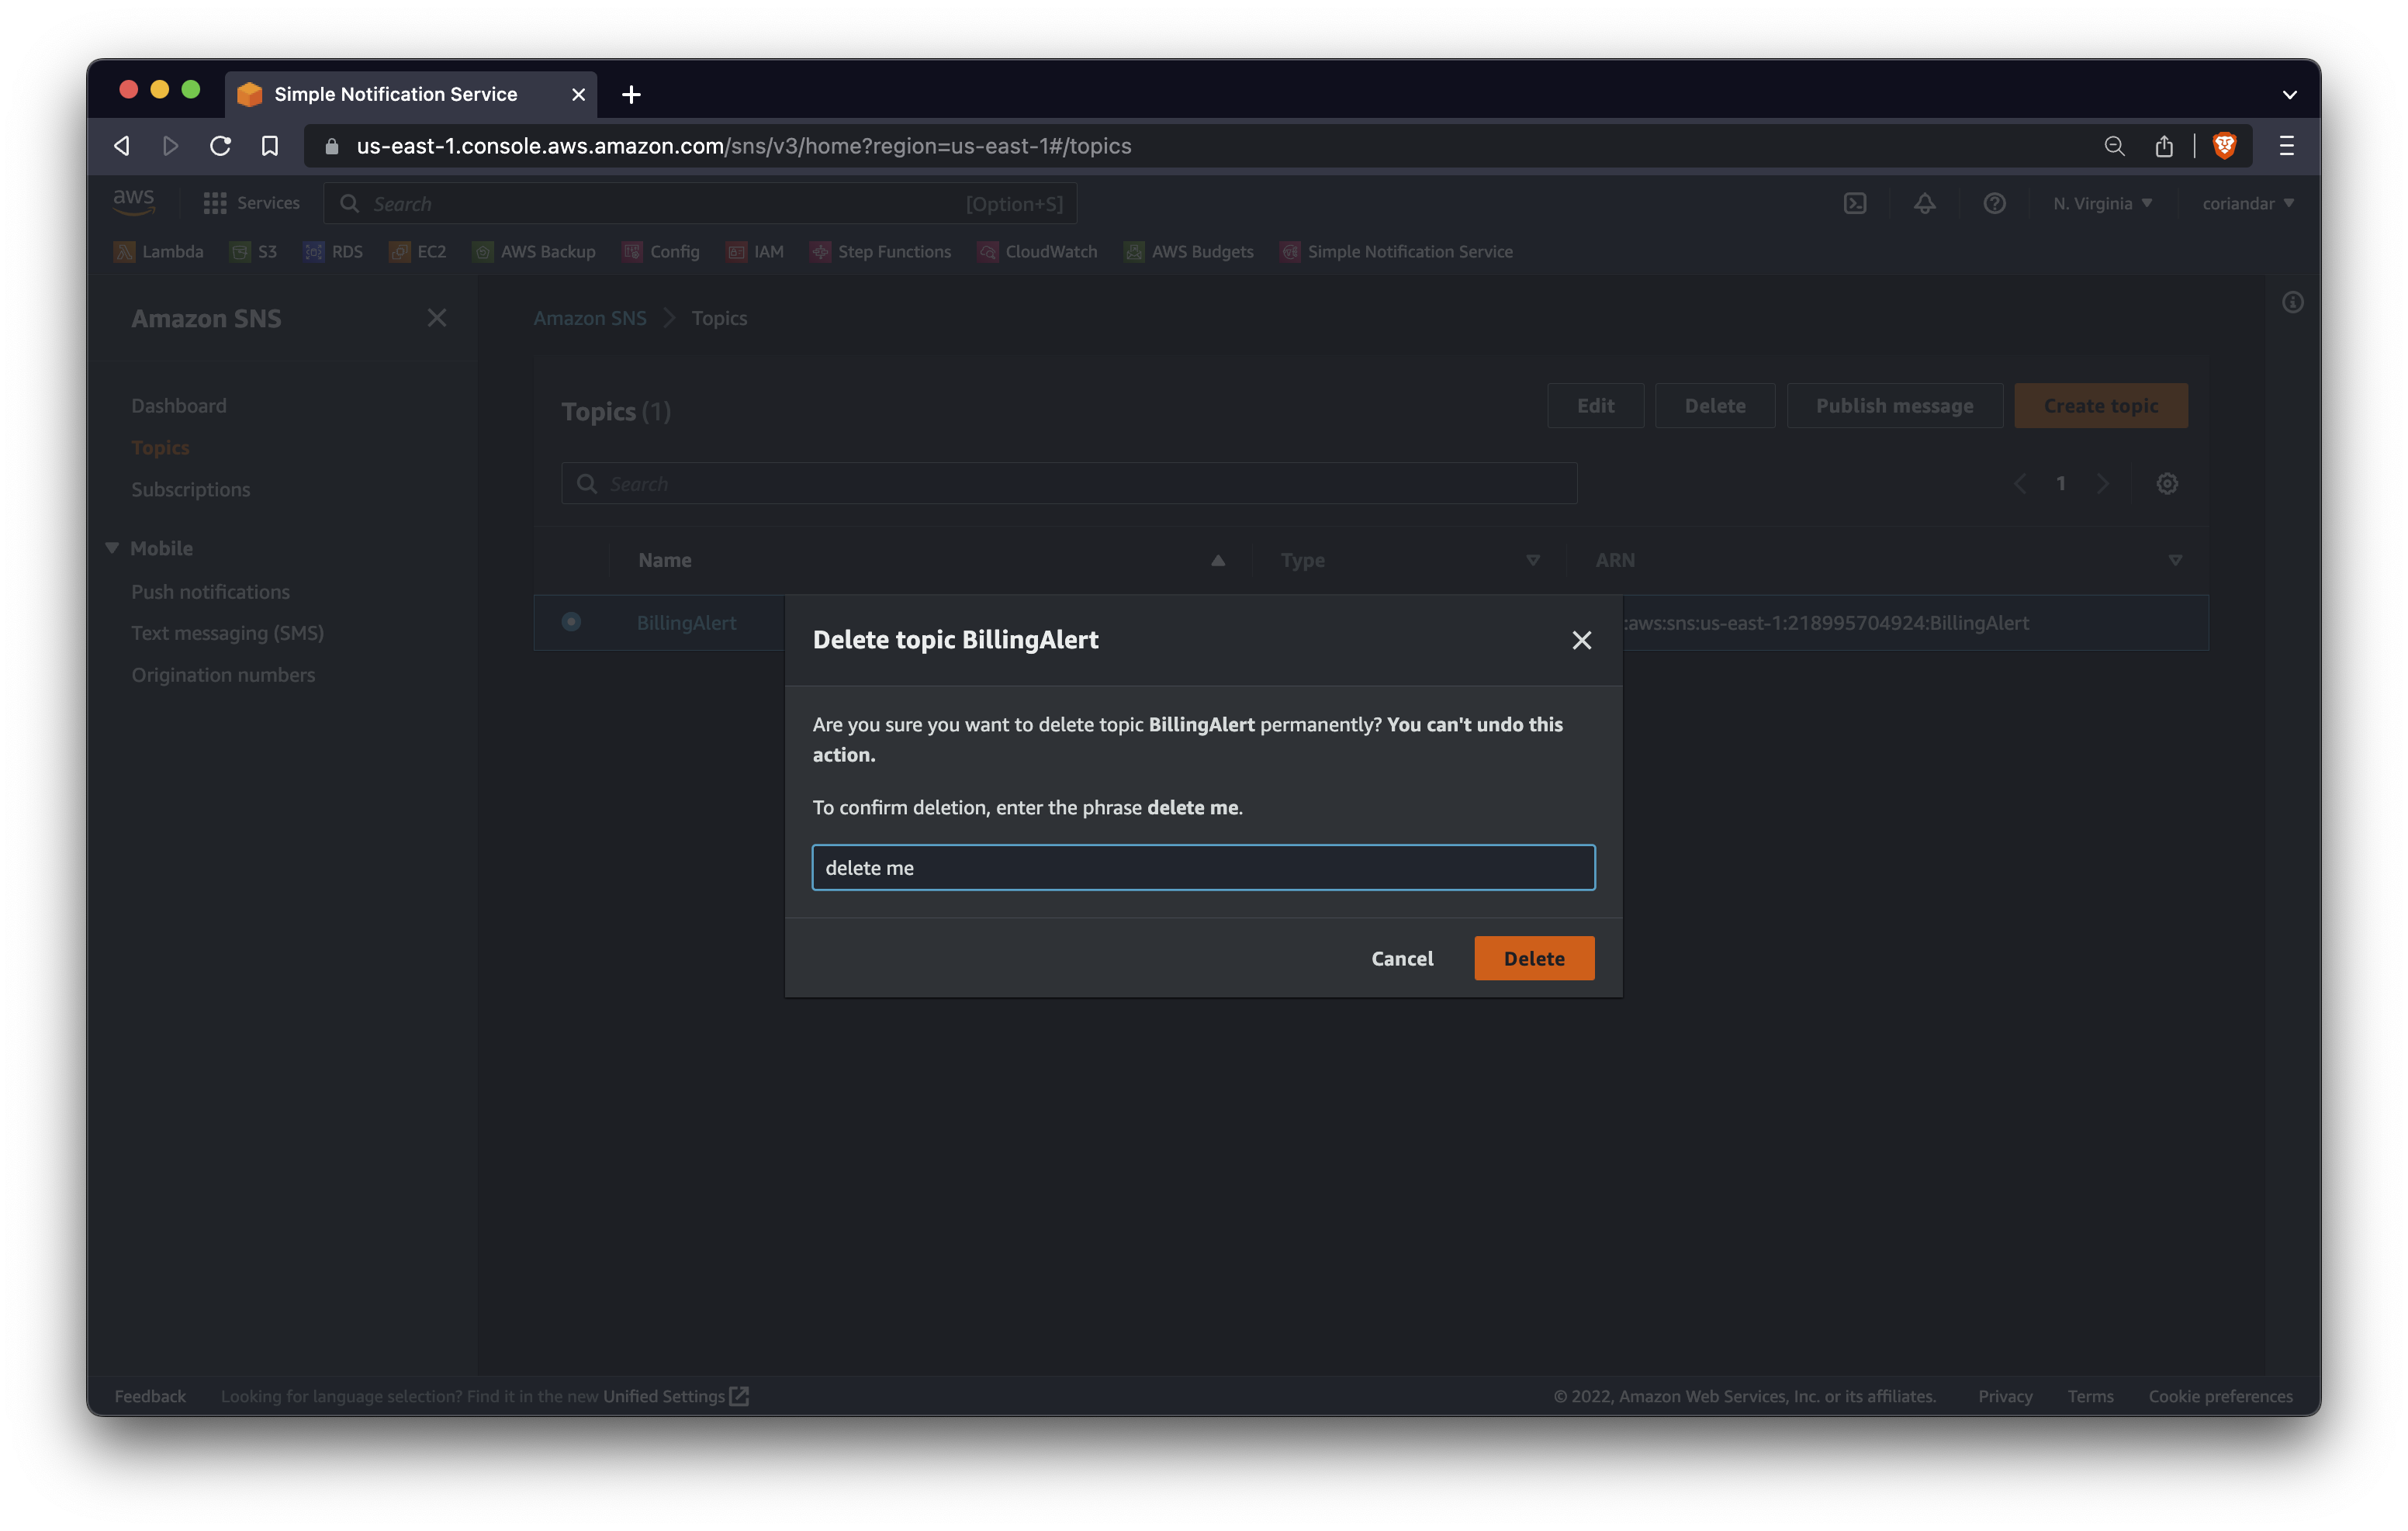 Simple Notification Service
us-east-1.console.aws.amazon.com/sns/v3/home?region=us-east-1#/topics
aws
Services
Search
[Option+S]
N. Virginia
coriandar
Lambda
S3
RDS
EC2
AWS Backup
Config
IAM
Step Functions
CloudWatch
AWS Budgets
Simple Notification Service
Amazon SNS
Dashboard
Topics
Subscriptions
Mobile
Push notifications
Text messaging (SMS)
Origination numbers
Amazon SNS
Topics
Topics (1)
Edit
Delete
Publish message
Create topic
Search
1
Name
Type
ARN
BillingAlert
:aws:sns:us-east-1:218995704924:BillingAlert
Delete topic BillingAlert
Are you sure you want to delete topic BillingAlert permanently? You can't undo this
action.
To confirm deletion, enter the phrase delete me.
delete me
Cancel
Delete
Feedback
Looking for language selection? Find it in the new Unified Settings
© 2022, Amazon Web Services, Inc. or its affiliates.
Privacy
Terms
Cookie preferences